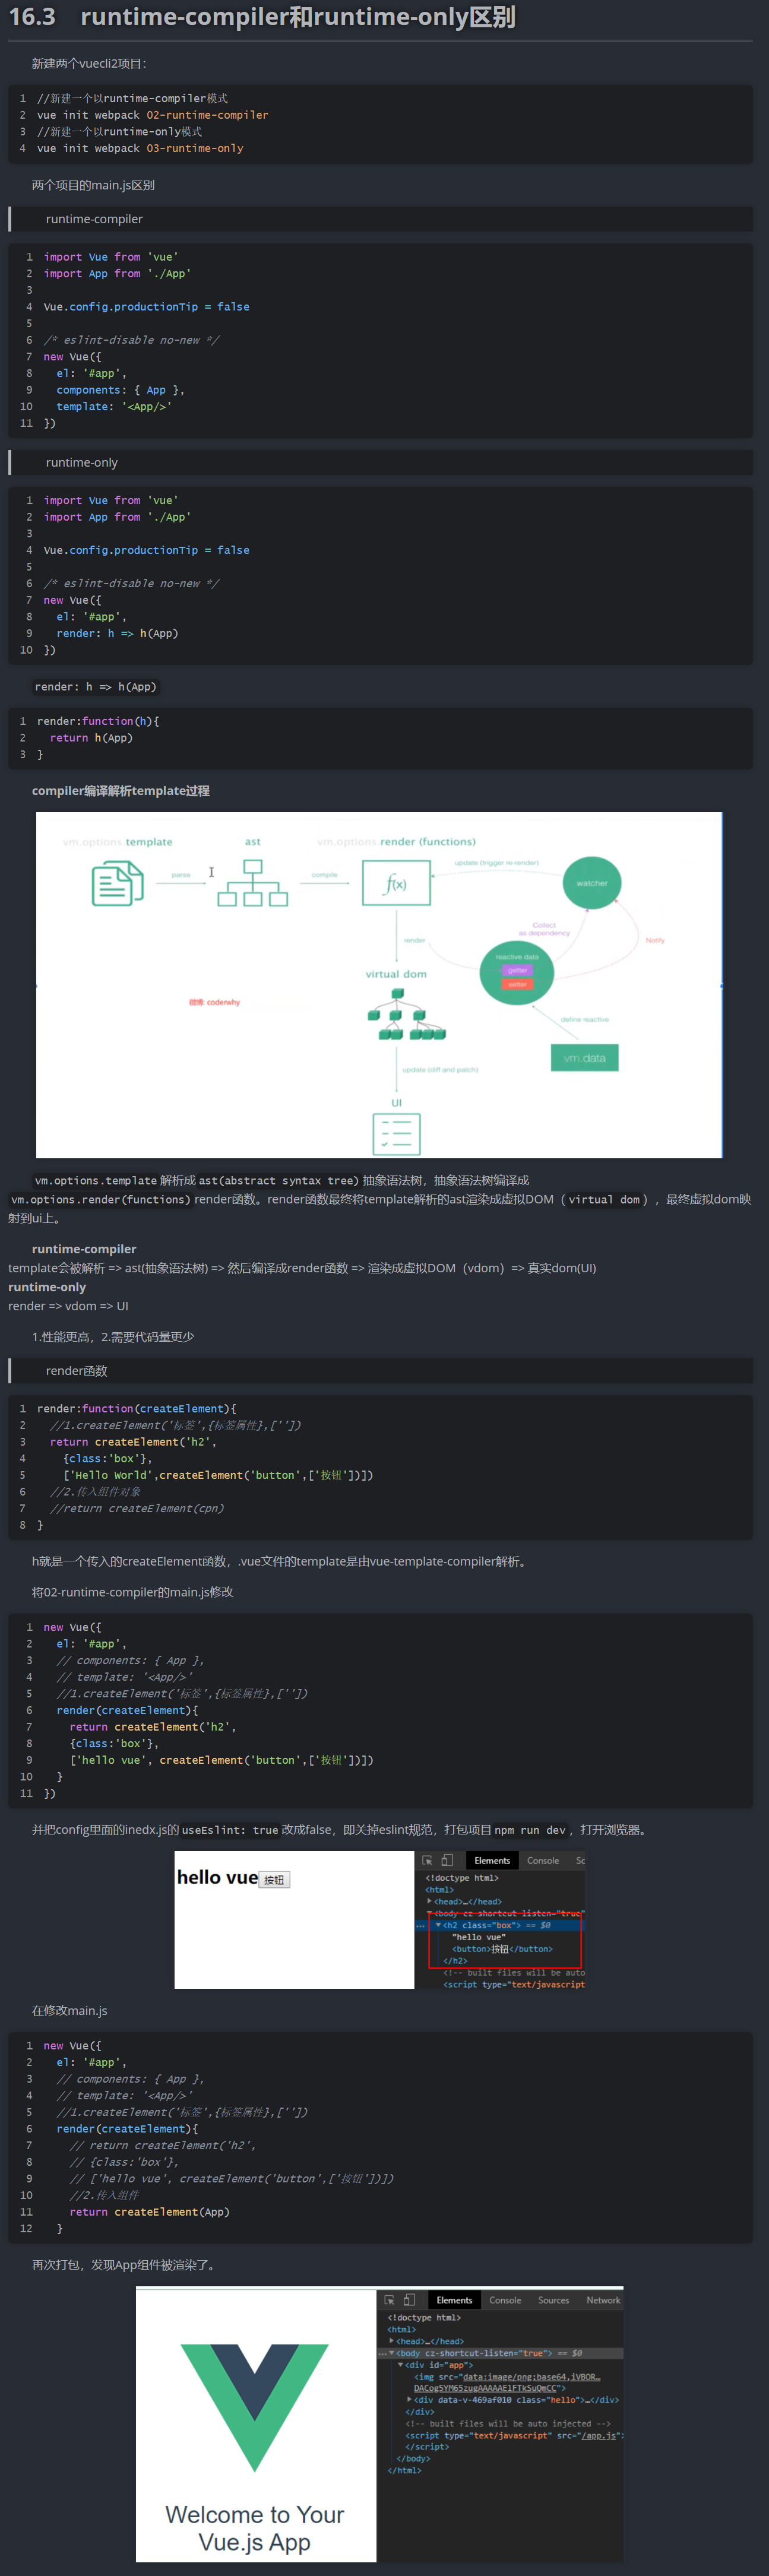 16.3 runtime-compiler和runtime-only区别
新建两个vuecli2项目：
1 //新建一个以runtime-compiler模式
2 vue init webpack 02-runtime-compiler
3 //新建一个以runtime-only模式
4 vue init webpack 03-runtime-only
两个项目的main.js区别
runtime-compiler
1 import Vue from 'vue'
2 import App from './App'
3
4 Vue.config.productionTip = false
5
6 /* eslint-disable no-new */
7 new Vue({
8   el: '#app',
9   components: { App },
10   template: '<App/>'
11 })
runtime-only
1 import Vue from 'vue'
2 import App from './App'
3
4 Vue.config.productionTip = false
5
6 /* eslint-disable no-new */
7 new Vue({
8   el: '#app',
9   render: h => h(App)
10 })
render: h => h(App)
1 render:function(h){
2   return h(App)
3 }
compiler编译解析template过程
vm.options.template
ast
vm.options.render (functions)
parse
compile
f(x)
update (trigger re-render)
watcher
Collect
as dependency
Notify
render
reactive data
getter
setter
virtual dom
微博: coderwhy
define reactive
vm.data
update (diff and patch)
UI
vm.options.template解析成ast(abstract syntax tree)抽象语法树，抽象语法树编译成
vm.options.render(functions)render函数。render函数最终将template解析的ast渲染成虚拟DOM（virtual dom），最终虚拟dom映
射到ui上。
runtime-compiler
template会被解析 => ast(抽象语法树) => 然后编译成render函数 => 渲染成虚拟DOM（vdom）=> 真实dom(UI)
runtime-only
render => vdom => UI
1.性能更高，2.需要代码量更少
render函数
1 render:function(createElement){
2   //1.createElement('标签',{标签属性},[''])
3   return createElement('h2',
4     {class:'box'},
5     ['Hello World',createElement('button',['按钮'])])
6   //2.传入组件对象
7   //return createElement(cpn)
8 }
h就是一个传入的createElement函数，.vue文件的template是由vue-template-compiler解析。
将02-runtime-compiler的main.js修改
1 new Vue({
2   el: '#app',
3   // components: { App },
4   // template: '<App/>'
5   //1.createElement('标签',{标签属性},[''])
6   render(createElement){
7     return createElement('h2',
8     {class:'box'},
9     ['hello vue', createElement('button',['按钮'])])
10   }
11 })
并把config里面的inedx.js的useEslint: true改成false，即关掉eslint规范，打包项目npm run dev，打开浏览器。
hello vue按钮
Elements Console Sc
<!doctype html>
<html>
<head>…</head>
<body cz-shortcut-listen="true"
<h2 class="box"> == $0
"hello vue"
<button>按钮</button>
</h2>
<!-- built files will be auto
<script type="text/javascript
在修改main.js
1 new Vue({
2   el: '#app',
3   // components: { App },
4   // template: '<App/>'
5   //1.createElement('标签',{标签属性},[''])
6   render(createElement){
7     // return createElement('h2',
8     // {class:'box'},
9     // ['hello vue', createElement('button',['按钮'])])
10     //2.传入组件
11     return createElement(App)
12   }
再次打包，发现App组件被渲染了。
Elements Console Sources Network
<!doctype html>
<html>
<head>…</head>
<body cz-shortcut-listen="true"> == $0
<div id="app">
<img src="data:image/png;base64,iVBOR…
DACog5YM65zugAAAAAElFTkSuQmCC">
<div data-v-469af010 class="hello">…</div>
</div>
<!-- built files will be auto injected -->
<script type="text/javascript" src="/app.js">
</script>
</body>
</html>
Welcome to Your
Vue.js App